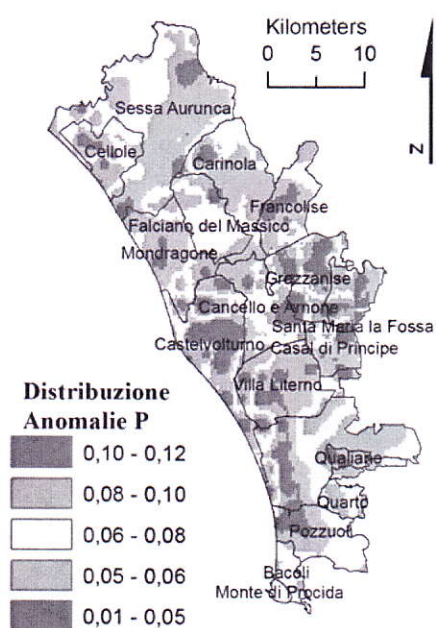 Kilometers
0 5 10
N
Sessa Aurunca
Cellole
Carinola
Francolise
Falciano del Massico
Mondragone
Grezzanise
Cancello e Arnone
Santa Maria la Fossa
Castelvolturno
Casal di Principe
Villa Literno
Distribuzione
Anomalie P
0,10 - 0,12
0,08 - 0,10
0,06 - 0,08
0,05 - 0,06
0,01 - 0,05
Qualiano
Quarto
Pozzuoli
Bacoli
Monte di Procida